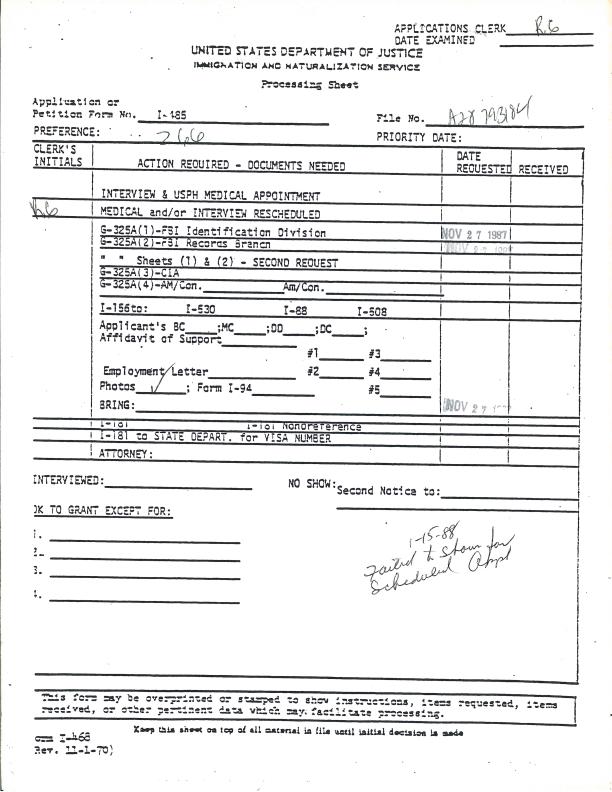 APPLICATIONS CLERK RG
DATE EXAMINED
UNITED STATES DEPARTMENT OF JUSTICE
IMMIGRATION AND NATURALIZATION SERVICE
Processing Sheet
Application or
Petition Form No. I-485
File No. A28 793184
PREFERENCE: 266
PRIORITY DATE:
CLERK'S INITIALS
ACTION REQUIRED - DOCUMENTS NEEDED
DATE
REQUESTED RECEIVED
INTERVIEW & USPH MEDICAL APPOINTMENT
RG MEDICAL and/or INTERVIEW RESCHEDULED
G-325A(1)-FBI Identification Division NOV 27 1987
G-325A(2)-FBI Records Branch NOV 27
" " Sheets (1) & (2) - SECOND REQUEST
G-325A(3)-CIA
G-325A(4)-AM/Con. Am/Con.
I-156to: I-530 I-88 I-508
Applicant's BC ;MC ;DD ;DC ;
Affidavit of Support
#1 #3
Employment Letter #2 #4
Photos ✓; Form I-94 #5
BRING: NOV 27
I-181 I-181 Nonpreference
I-181 to STATE DEPART. for VISA NUMBER
ATTORNEY:
INTERVIEWED: NO SHOW: Second Notice to:
OK TO GRANT EXCEPT FOR:
1.
2.
3.
4.
1-15-88
Failed to show for
Scheduled Appt
This form may be overprinted or stamped to show instructions, items requested, items
received, or other pertinent data which may facilitate processing.
Keep this sheet on top of all material in file until initial decision is made
orm I-468
Rev. 11-1-70)